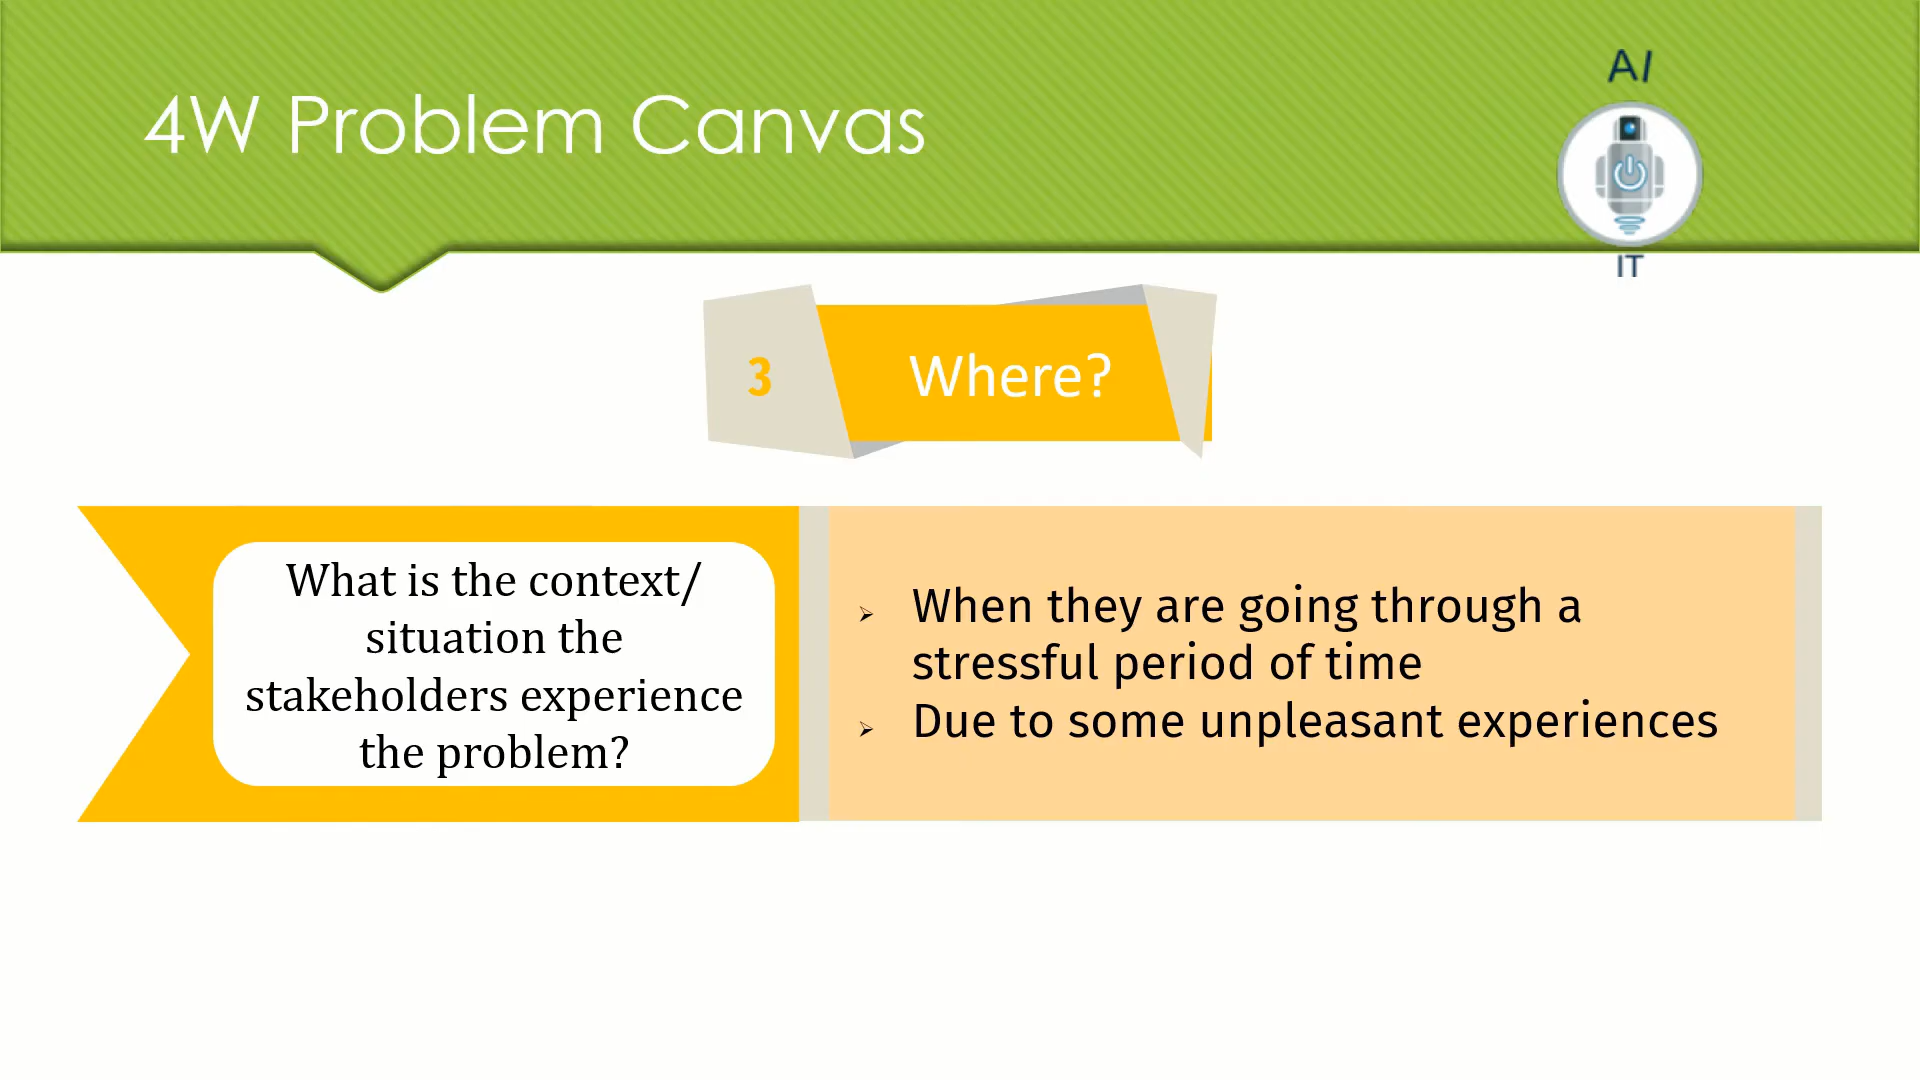 4W Problem Canvas
AI
IT
3
Where?
What is the context/
situation the
stakeholders experience
the problem?
➢ When they are going through a
stressful period of time
➢ Due to some unpleasant experiences